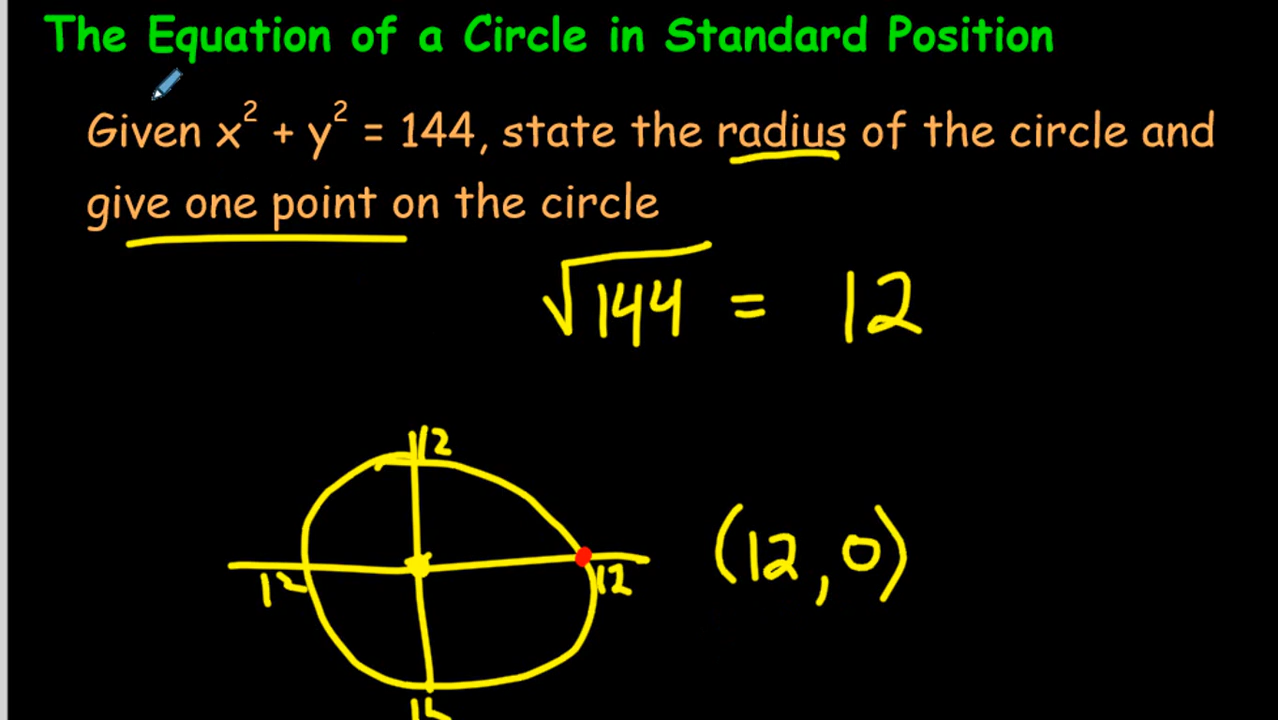 The Equation of a Circle in Standard Position
Given x² + y² = 144, state the radius of the circle and
give one point on the circle
√144 = 12
12
12
12
(12, 0)